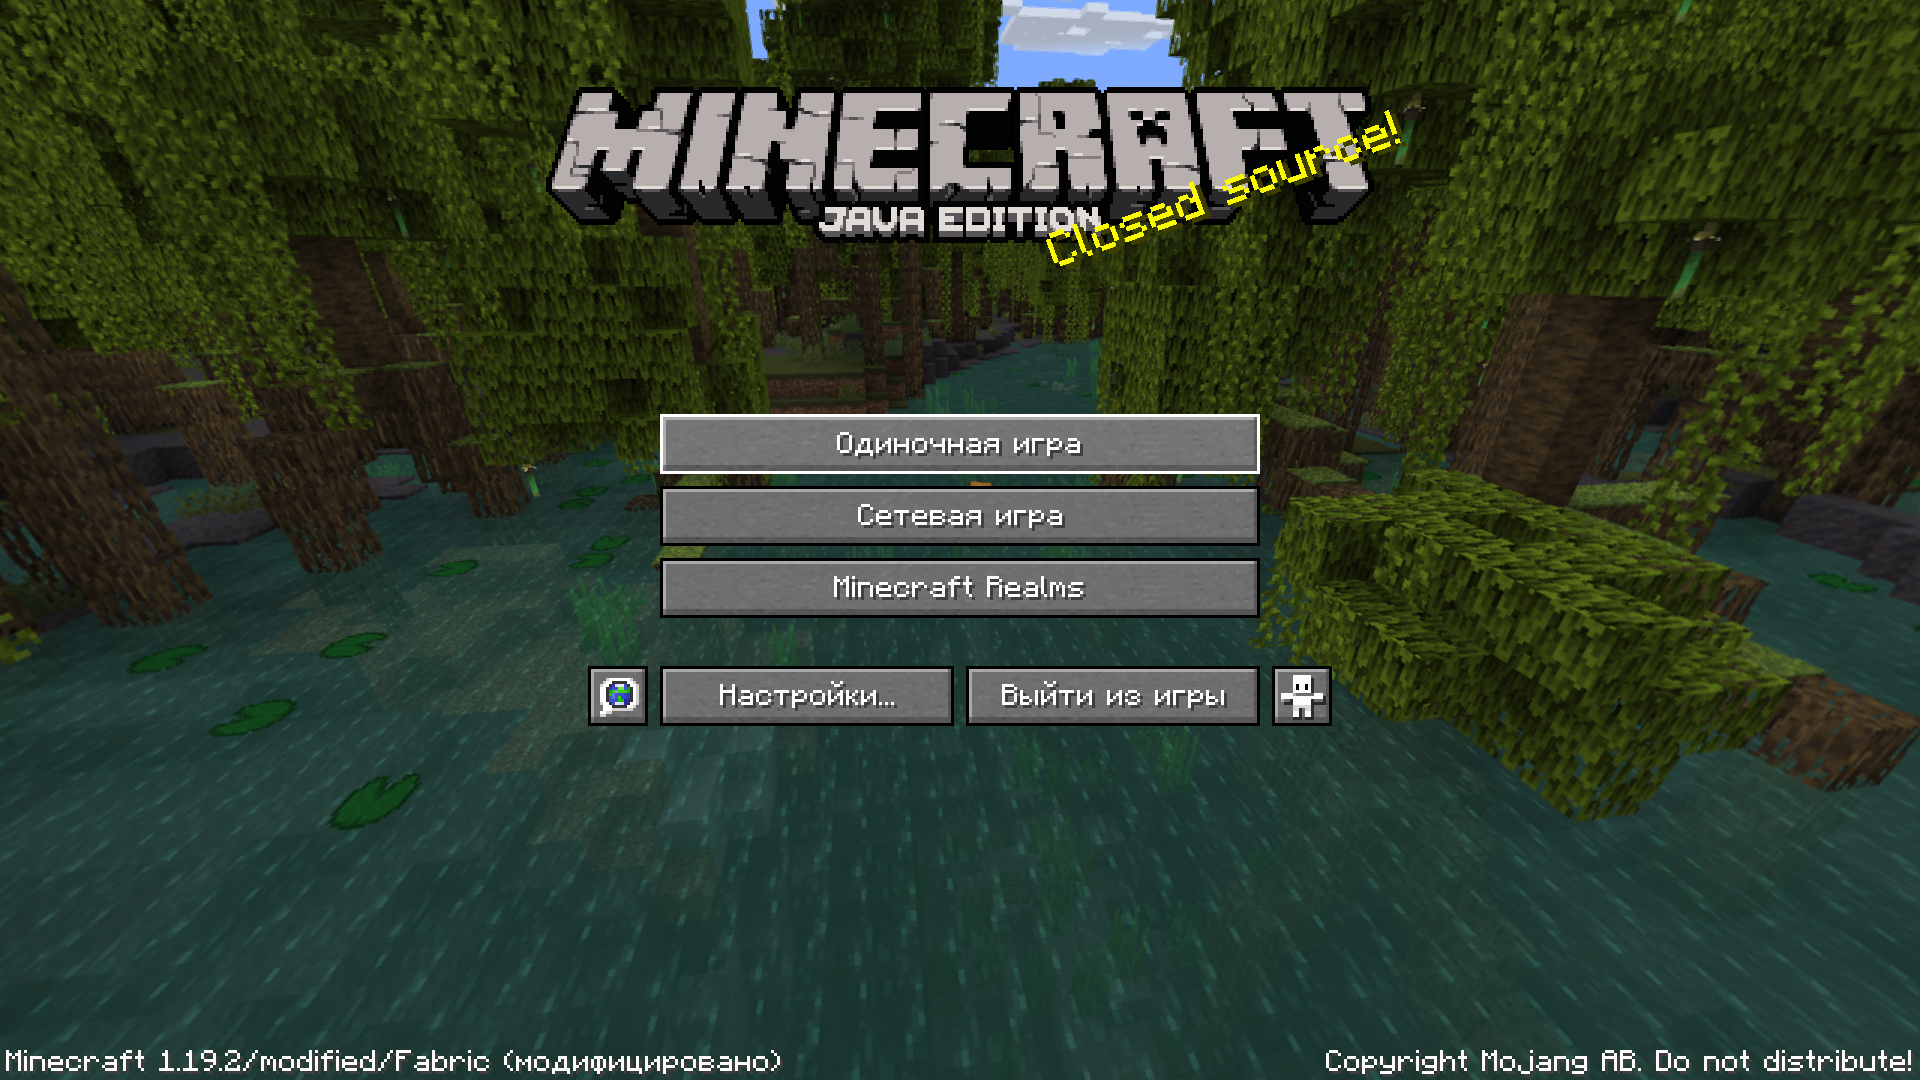 MINECRAFT
JAVA EDITION
Closed source!
Одиночная игра
Сетевая игра
Minecraft Realms
Настройки...
Выйти из игры
Minecraft 1.19.2/modified/Fabric (модифицировано)
Copyright Mojang AB. Do not distribute!